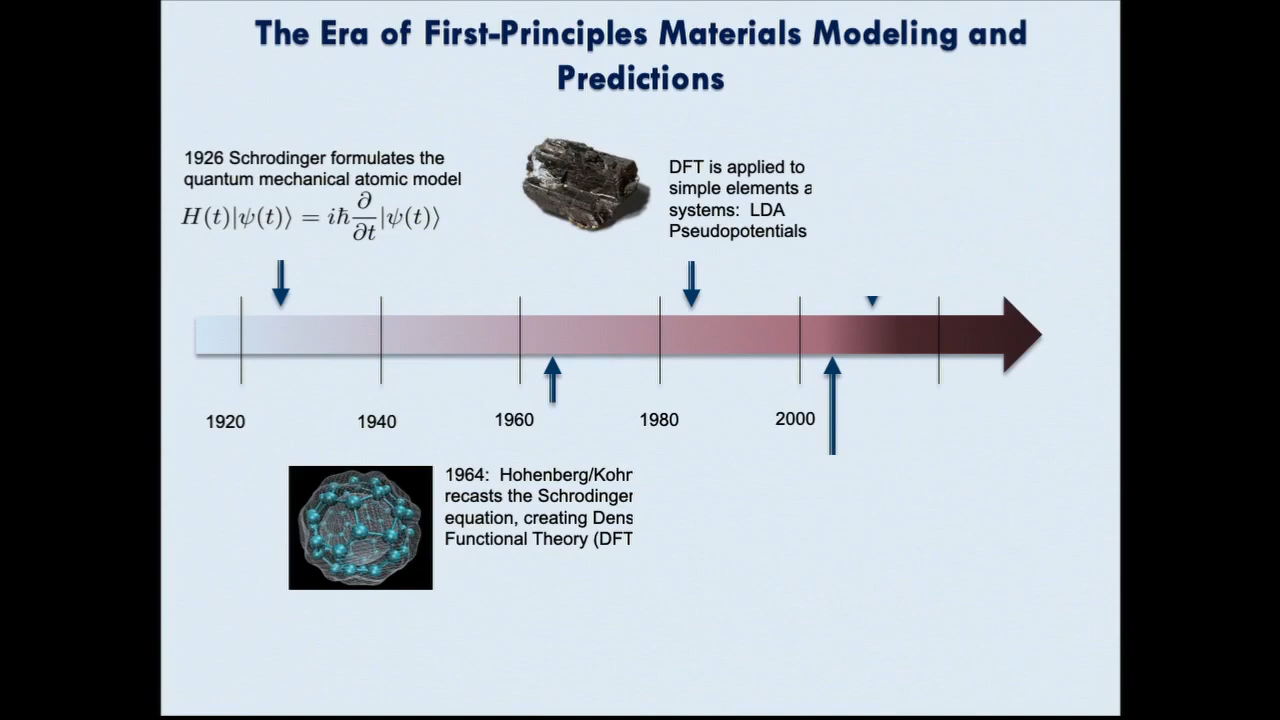 The Era of First-Principles Materials Modeling and
Predictions
1926 Schrodinger formulates the
quantum mechanical atomic model
H(t)|ψ(t)⟩ = iħ ∂/∂t |ψ(t)⟩
DFT is applied to
simple elements a
systems: LDA
Pseudopotentials
1920
1940
1960
1980
2000
1964: Hohenberg/Kohn
recasts the Schrodinger
equation, creating Dens
Functional Theory (DFT